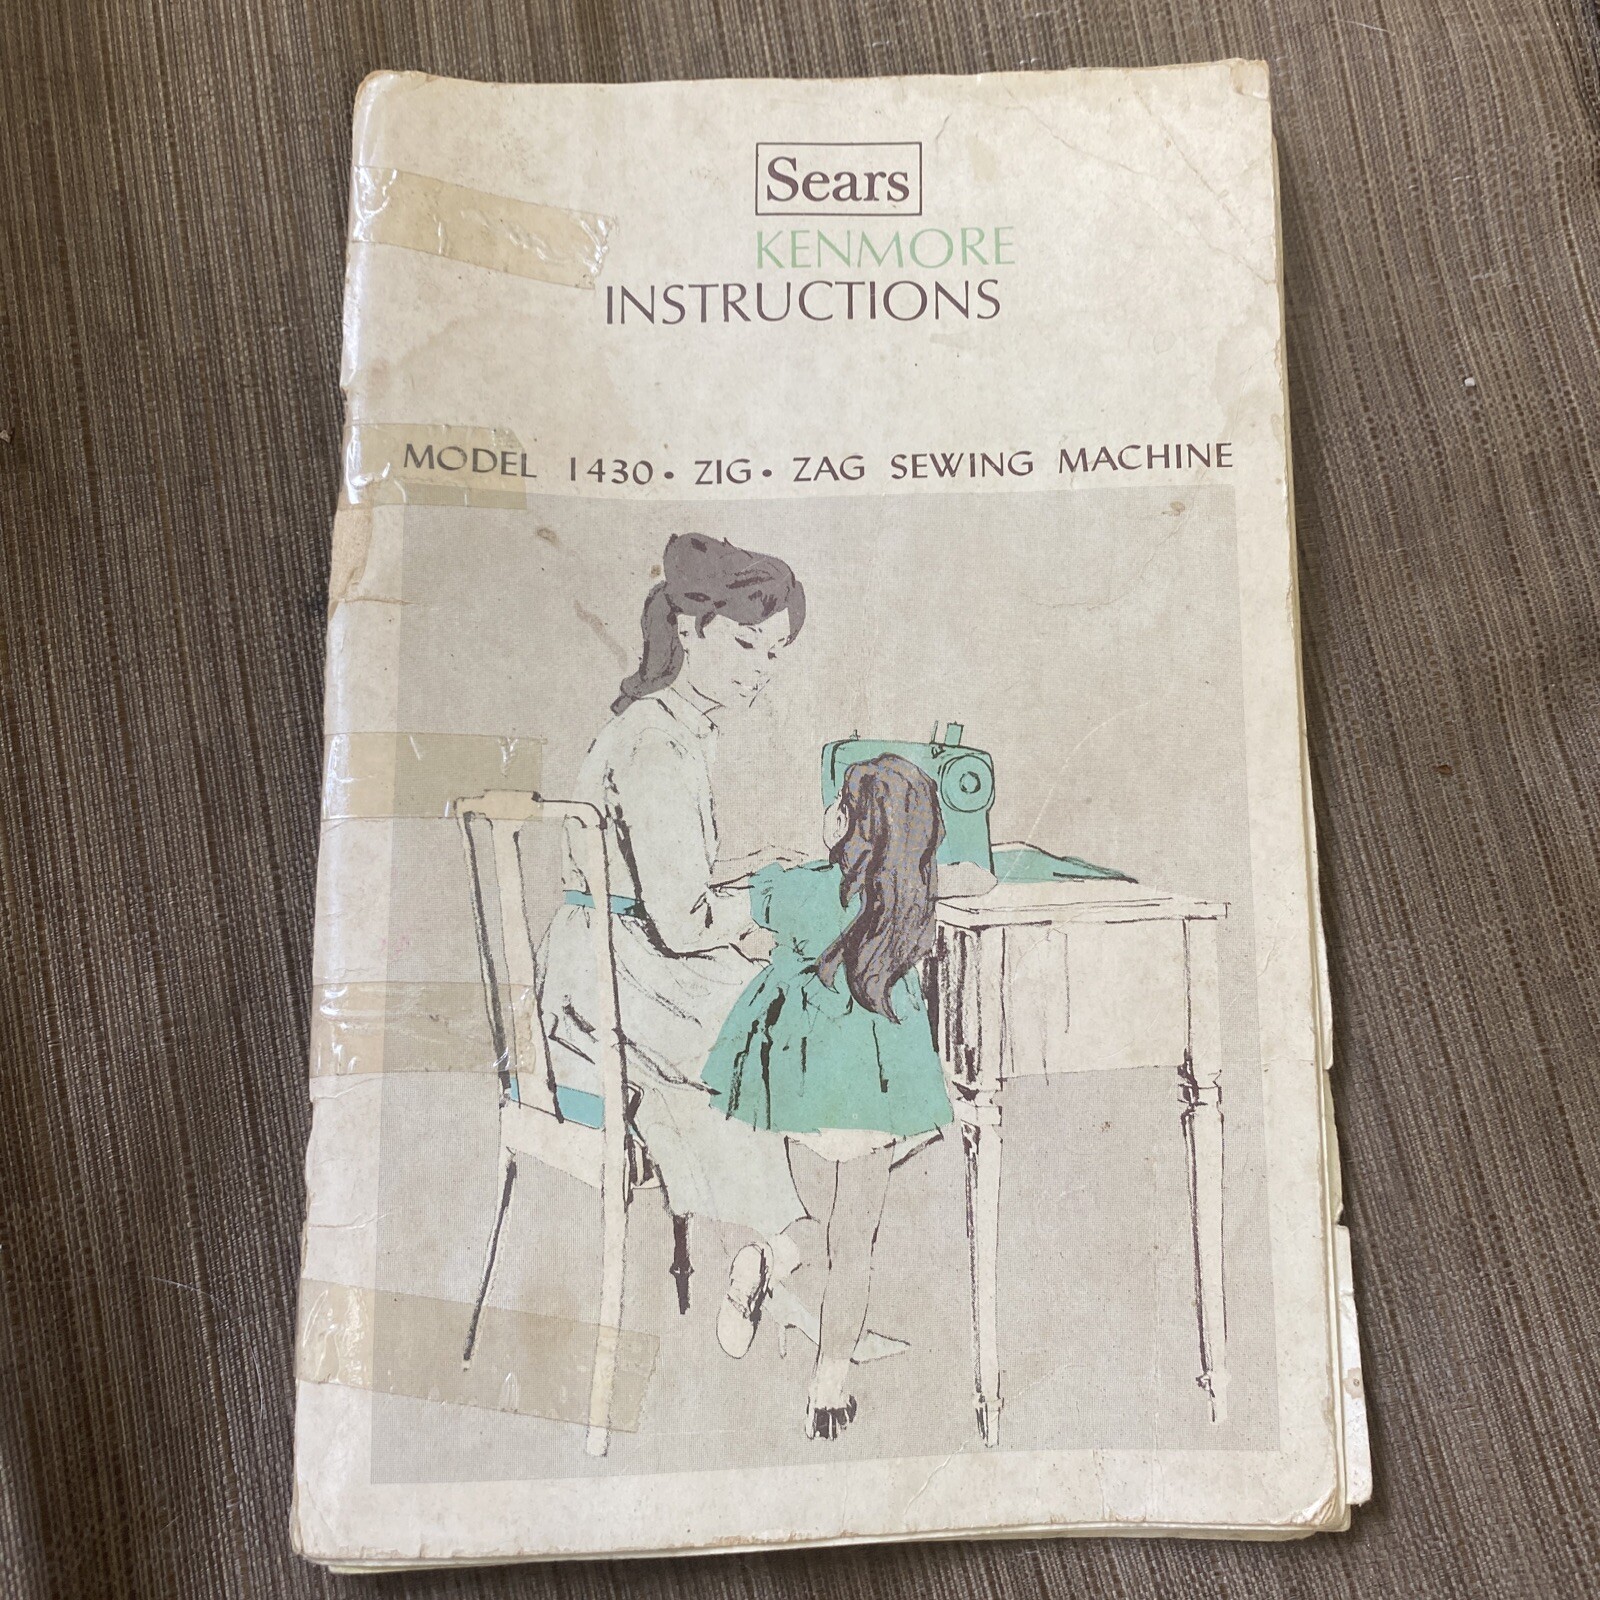 Sears
KENMORE
INSTRUCTIONS
MODEL 1430 • ZIG • ZAG SEWING MACHINE